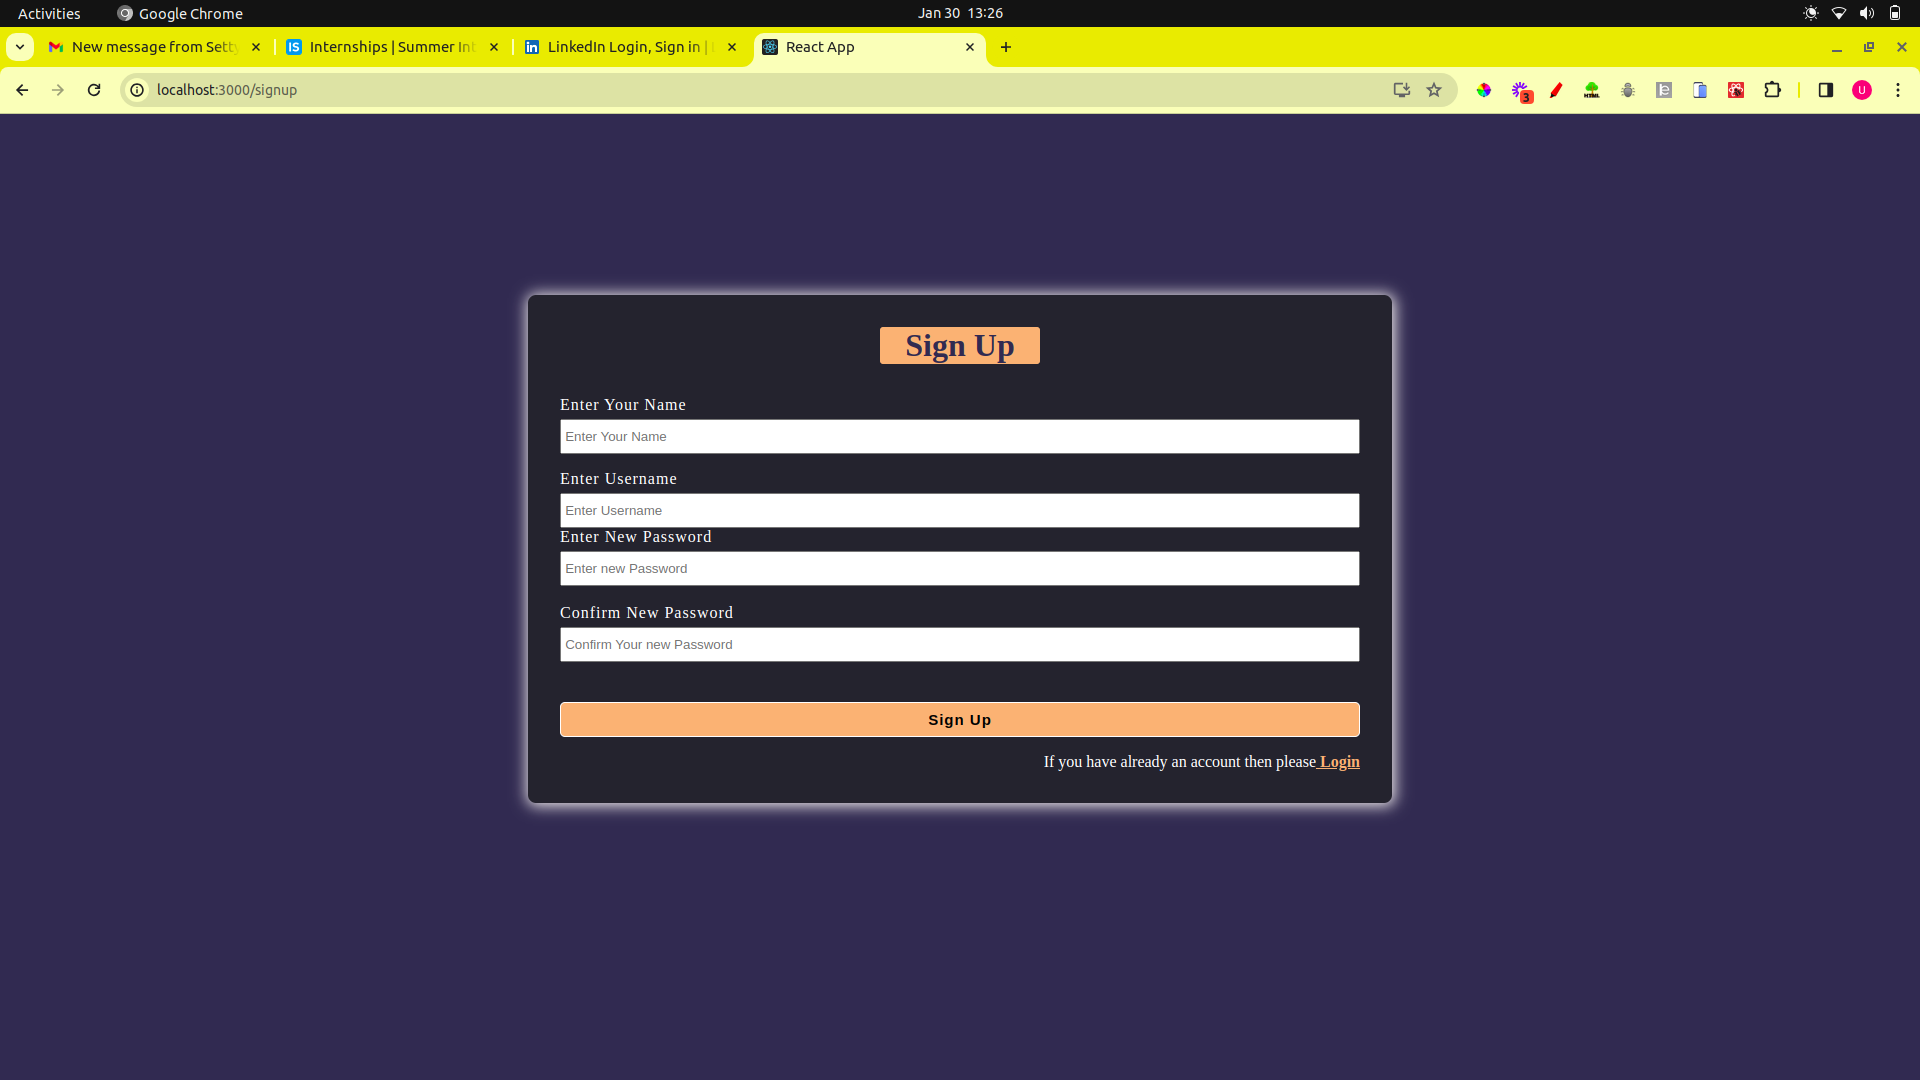 Activities
Google Chrome
Jan 30 13:26
New message from Setty
Internships | Summer Int
LinkedIn Login, Sign in |
React App
localhost:3000/signup
3
HTML
U
Sign Up
Enter Your Name
Enter Your Name
Enter Username
Enter Username
Enter New Password
Enter new Password
Confirm New Password
Confirm Your new Password
Sign Up
If you have already an account then please Login